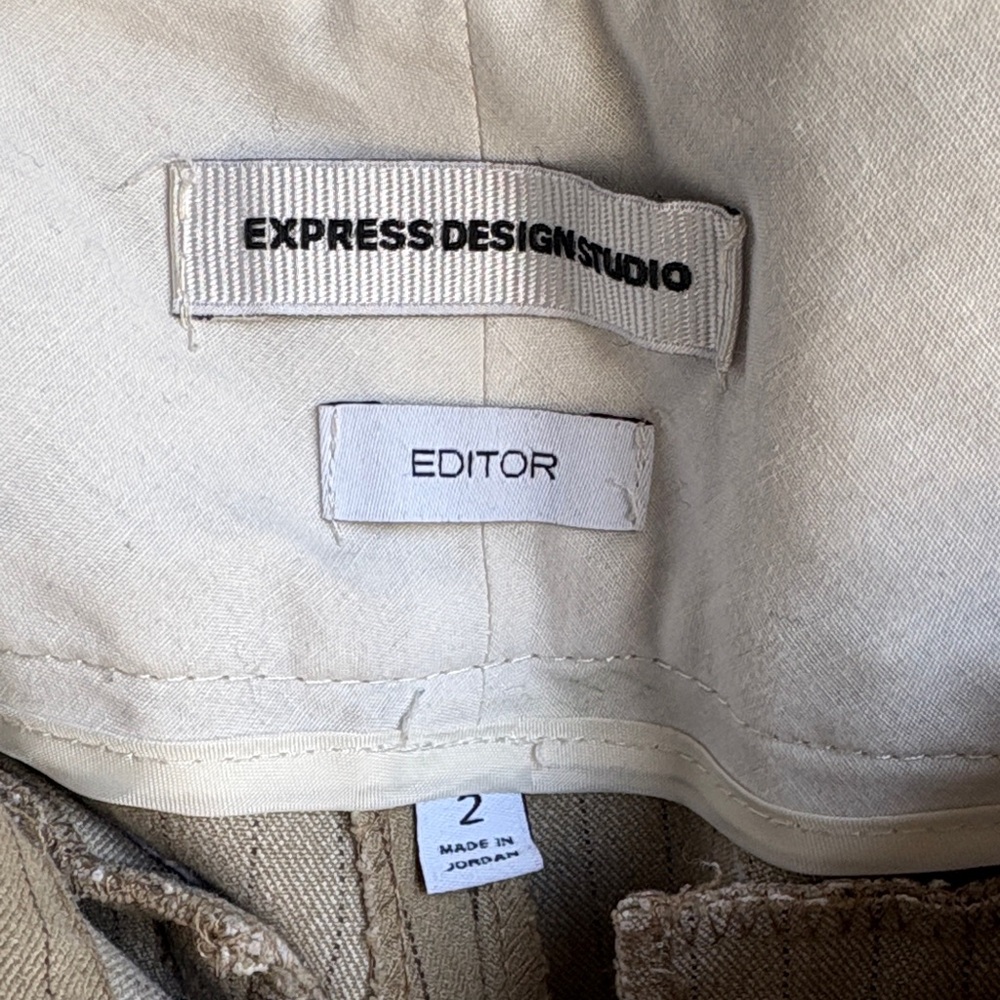 EXPRESS DESIGN STUDIO
EDITOR
2
MADE IN
JORDAN